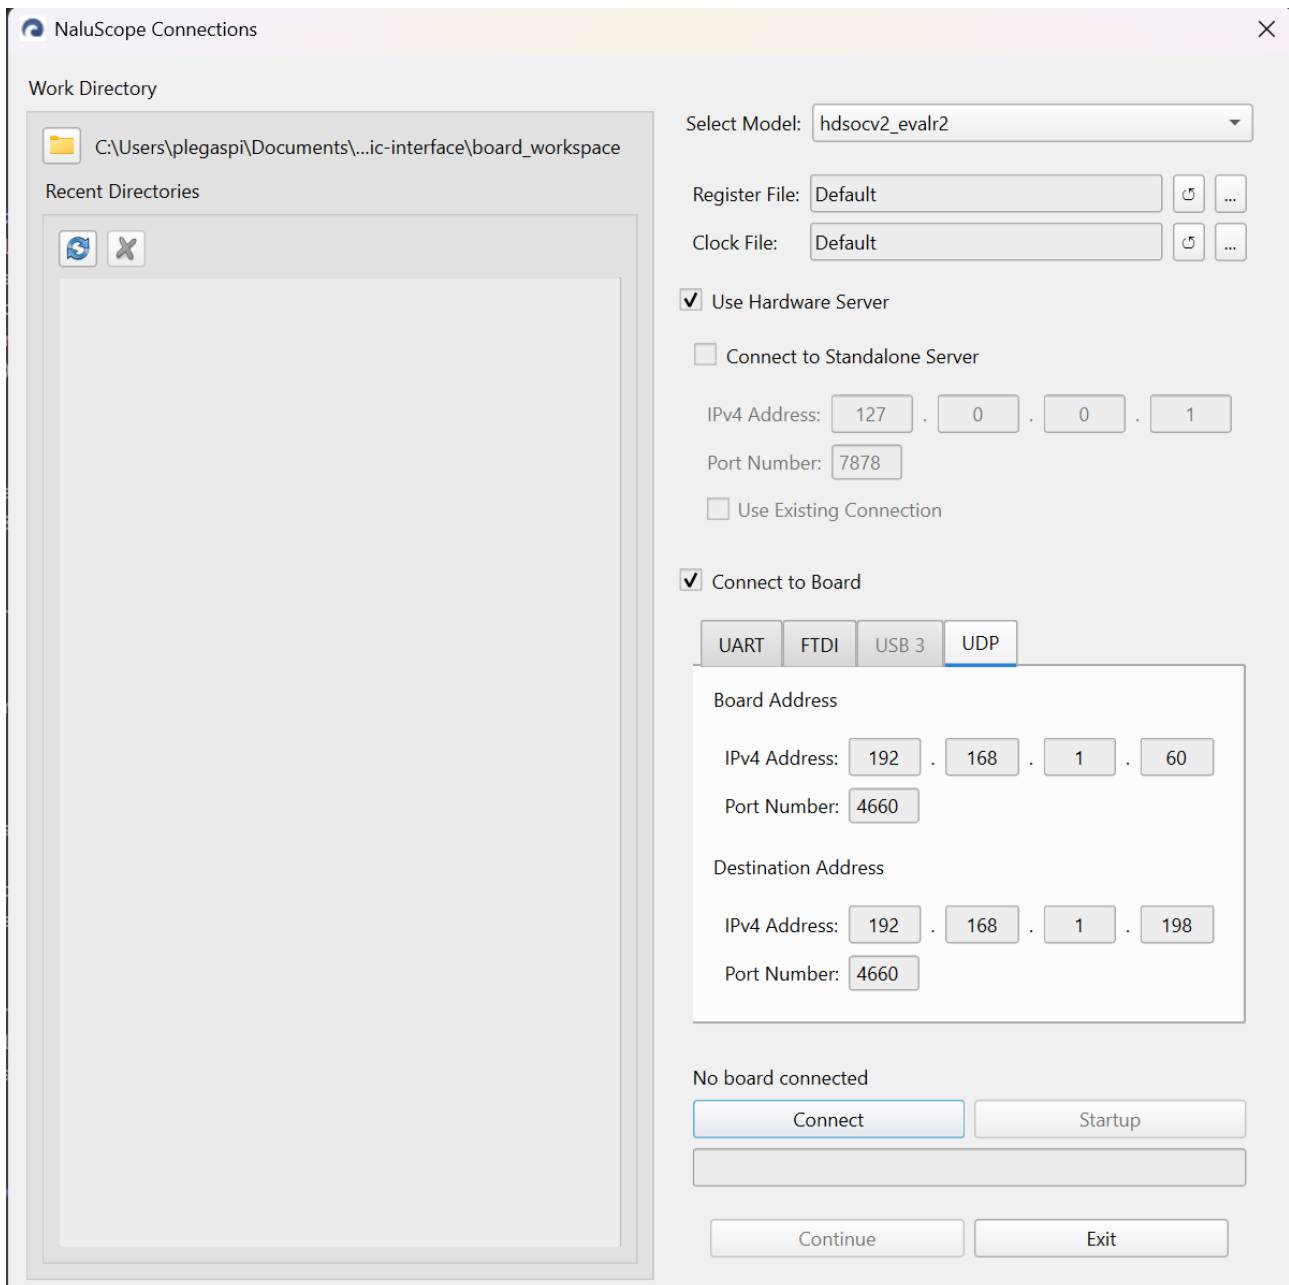 NaluScope Connections
Work Directory
C:\Users\plegaspi\Documents\...ic-interface\board_workspace
Recent Directories
Select Model: hdsocv2_evalr2
Register File: Default ...
Clock File: Default ...
Use Hardware Server
Connect to Standalone Server
IPv4 Address: 127 . 0 . 0 . 1
Port Number: 7878
Use Existing Connection
Connect to Board
UART FTDI USB 3 UDP
Board Address
IPv4 Address: 192 . 168 . 1 . 60
Port Number: 4660
Destination Address
IPv4 Address: 192 . 168 . 1 . 198
Port Number: 4660
No board connected
Connect Startup
Continue Exit